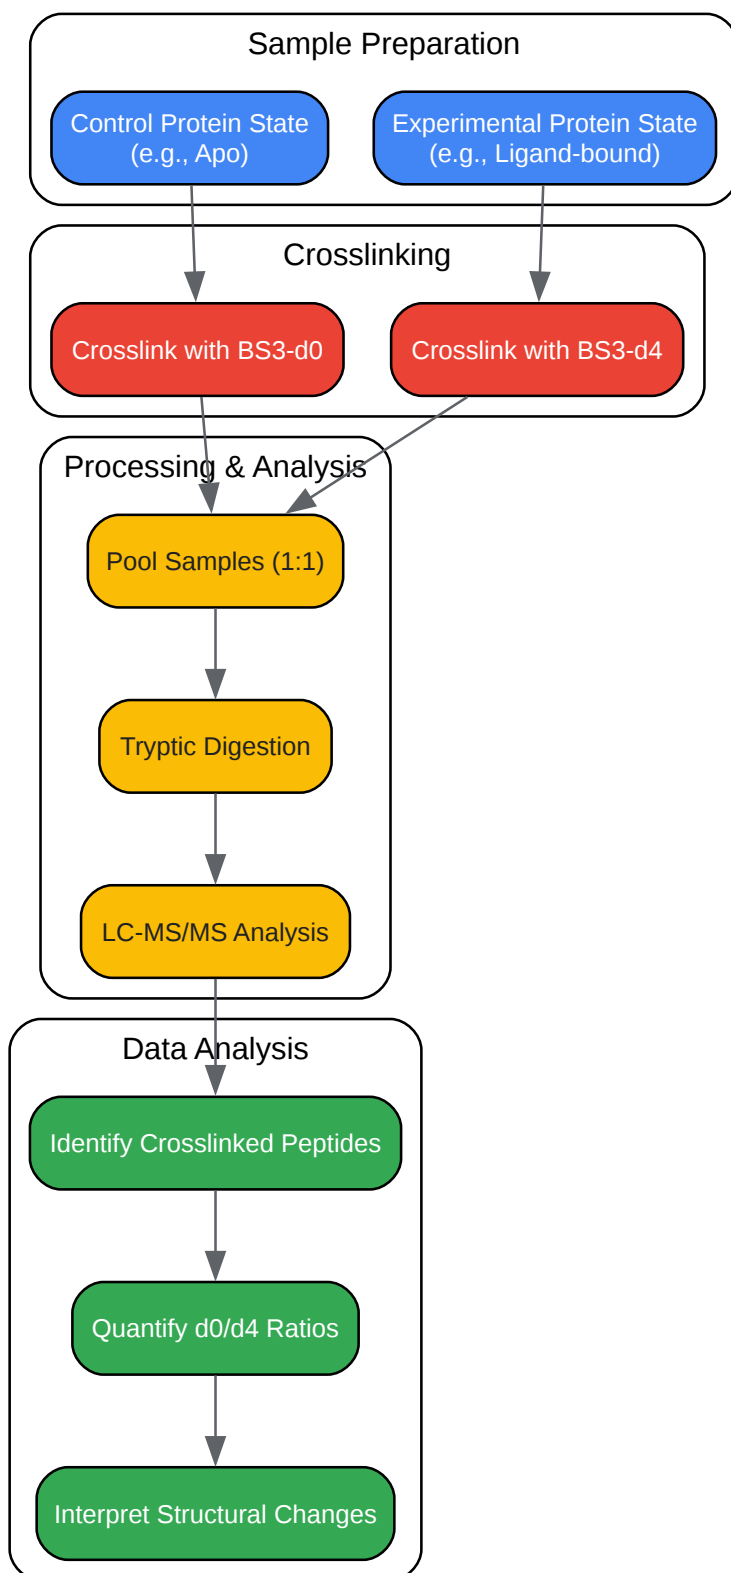 Sample Preparation
Control Protein State
(e.g., Apo)
Experimental Protein State
(e.g., Ligand-bound)
Crosslinking
Crosslink with BS3-d0
Crosslink with BS3-d4
Processing & Analysis
Pool Samples (1:1)
Tryptic Digestion
LC-MS/MS Analysis
Data Analysis
Identify Crosslinked Peptides
Quantify d0/d4 Ratios
Interpret Structural Changes